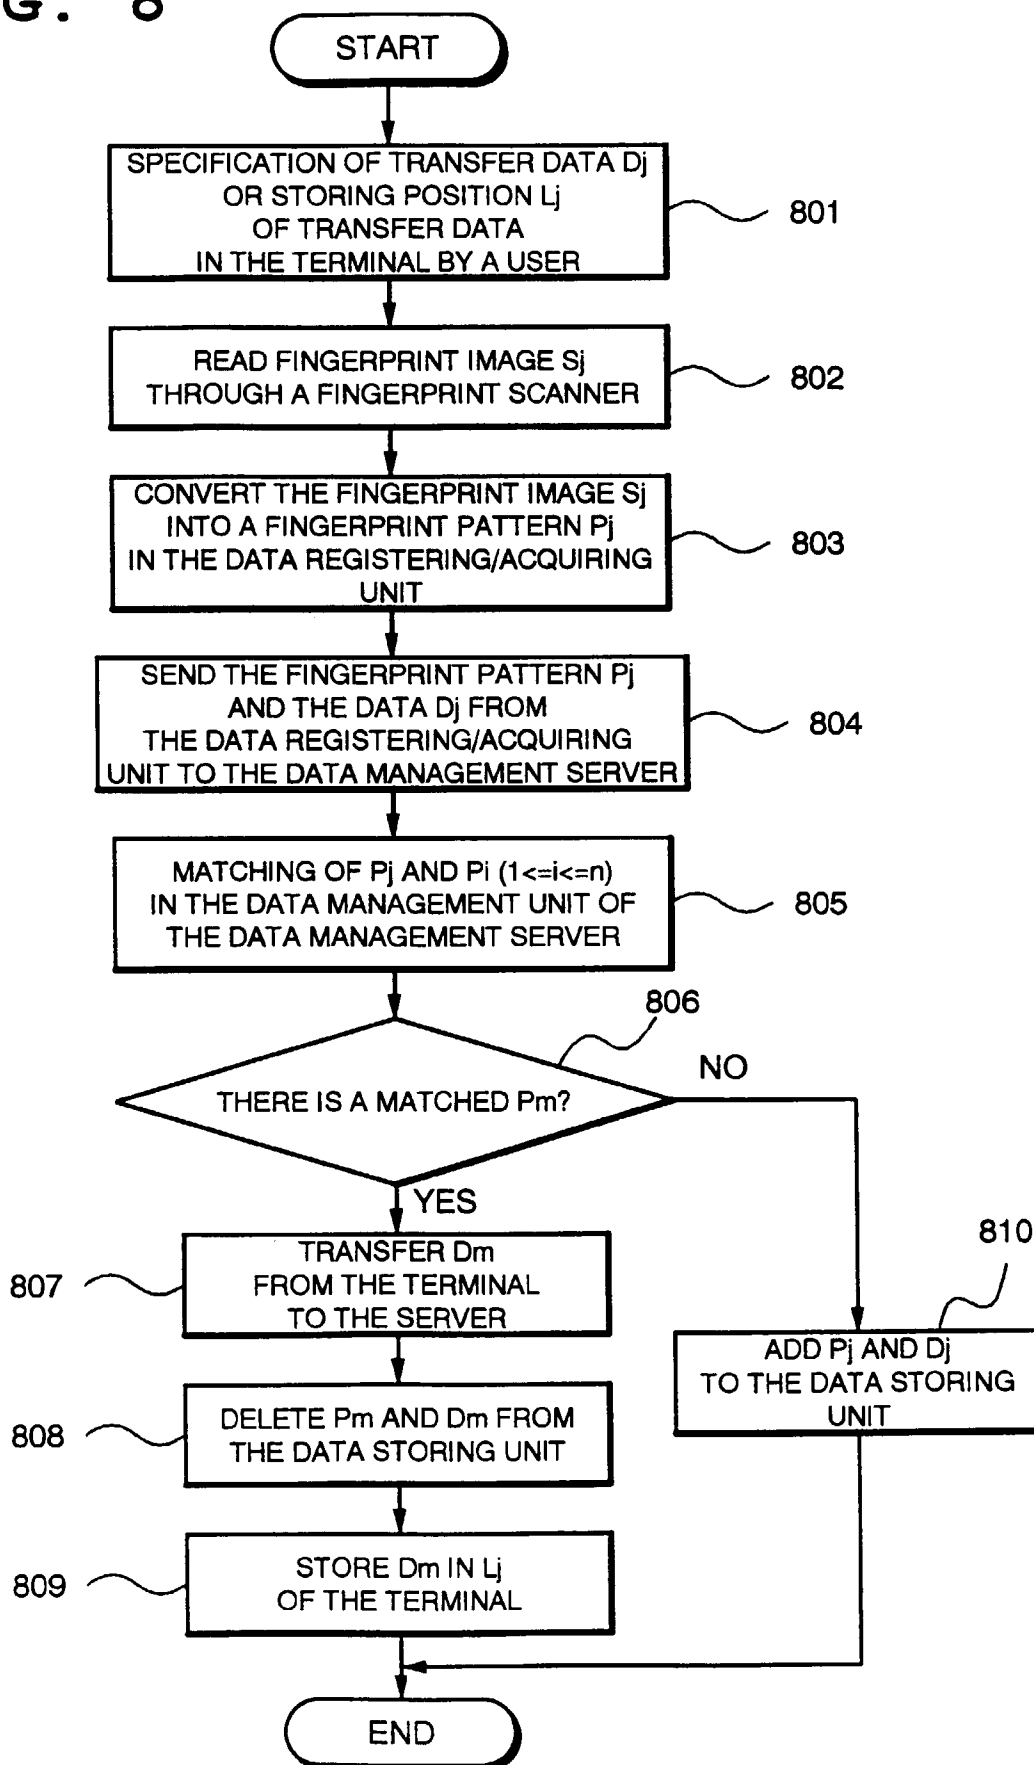 G. 8
START
SPECIFICATION OF TRANSFER DATA Dj
OR STORING POSITION Lj
OF TRANSFER DATA
IN THE TERMINAL BY A USER
801
READ FINGERPRINT IMAGE Sj
THROUGH A FINGERPRINT SCANNER
802
CONVERT THE FINGERPRINT IMAGE Sj
INTO A FINGERPRINT PATTERN Pj
IN THE DATA REGISTERING/ACQUIRING
UNIT
803
SEND THE FINGERPRINT PATTERN Pj
AND THE DATA Dj FROM
THE DATA REGISTERING/ACQUIRING
UNIT TO THE DATA MANAGEMENT SERVER
804
MATCHING OF Pj AND Pi (1<=i<=n)
IN THE DATA MANAGEMENT UNIT OF
THE DATA MANAGEMENT SERVER
805
806
THERE IS A MATCHED Pm?
NO
YES
TRANSFER Dm
FROM THE TERMINAL
TO THE SERVER
807
810
ADD Pj AND Dj
TO THE DATA STORING
UNIT
DELETE Pm AND Dm FROM
THE DATA STORING UNIT
808
STORE Dm IN Lj
OF THE TERMINAL
809
END